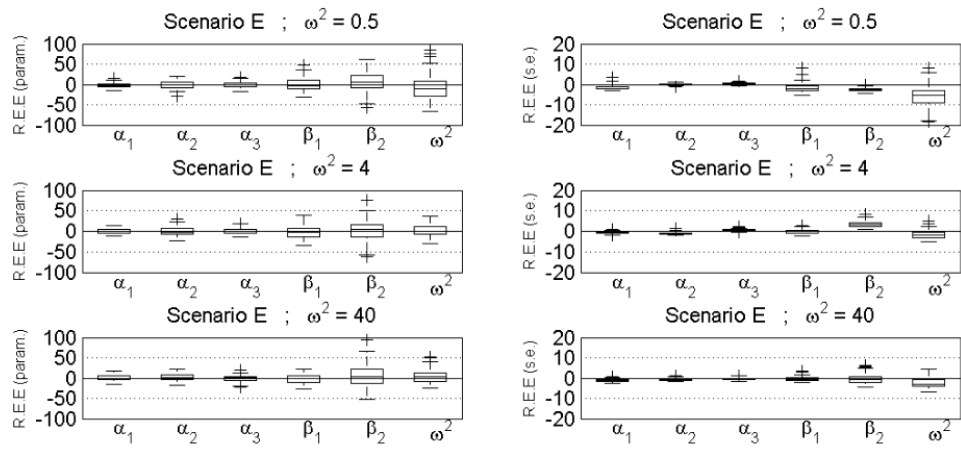 Scenario E ; ω² = 0.5
R.E.E (param.)
100
50
0
-50
-100
α₁ α₂ α₃ β₁ β₂ ω²
Scenario E ; ω² = 0.5
R.E.E (s.e.)
20
10
0
-10
-20
α₁ α₂ α₃ β₁ β₂ ω²
Scenario E ; ω² = 4
R.E.E (param.)
100
50
0
-50
-100
α₁ α₂ α₃ β₁ β₂ ω²
Scenario E ; ω² = 4
R.E.E (s.e.)
20
10
0
-10
-20
α₁ α₂ α₃ β₁ β₂ ω²
Scenario E ; ω² = 40
R.E.E (param.)
100
50
0
-50
-100
α₁ α₂ α₃ β₁ β₂ ω²
Scenario E ; ω² = 40
R.E.E (s.e.)
20
10
0
-10
-20
α₁ α₂ α₃ β₁ β₂ ω²